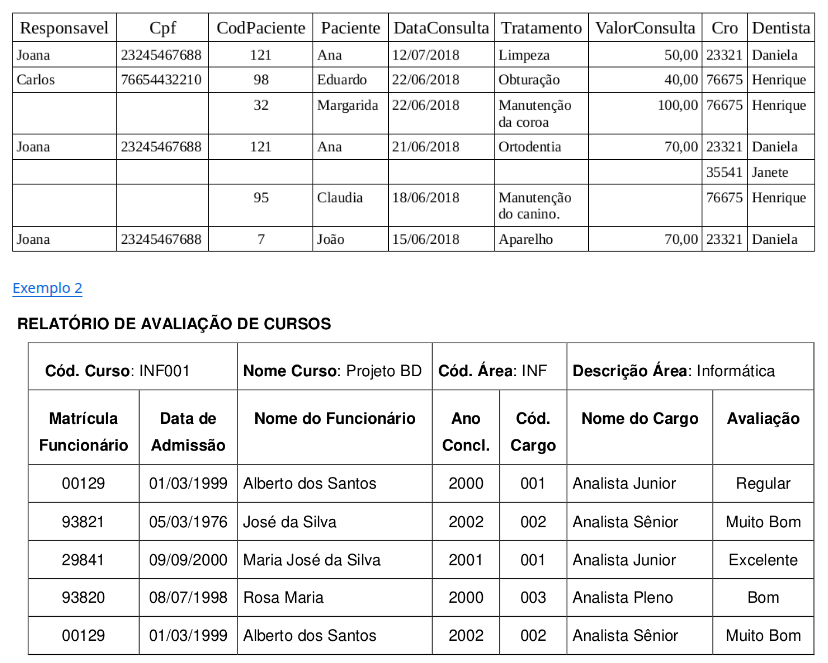 Responsavel Cpf CodPaciente Paciente DataConsulta Tratamento ValorConsulta Cro Dentista
Joana 23245467688 121 Ana 12/07/2018 Limpeza 50,00 23321 Daniela
Carlos 76654432210 98 Eduardo 22/06/2018 Obturação 40,00 76675 Henrique
32 Margarida 22/06/2018 Manutenção 100,00 76675 Henrique
da coroa
Joana 23245467688 121 Ana 21/06/2018 Ortodentia 70,00 23321 Daniela
35541 Janete
95 Claudia 18/06/2018 Manutenção 76675 Henrique
do canino.
Joana 23245467688 7 João 15/06/2018 Aparelho 70,00 23321 Daniela
Exemplo 2
RELATÓRIO DE AVALIAÇÃO DE CURSOS
Cód. Curso: INF001 Nome Curso: Projeto BD Cód. Área: INF Descrição Área: Informática
Matrícula Data de Nome do Funcionário Ano Cód. Nome do Cargo Avaliação
Funcionário Admissão Concl. Cargo
00129 01/03/1999 Alberto dos Santos 2000 001 Analista Junior Regular
93821 05/03/1976 José da Silva 2002 002 Analista Sênior Muito Bom
29841 09/09/2000 Maria José da Silva 2001 001 Analista Junior Excelente
93820 08/07/1998 Rosa Maria 2000 003 Analista Pleno Bom
00129 01/03/1999 Alberto dos Santos 2002 002 Analista Sênior Muito Bom